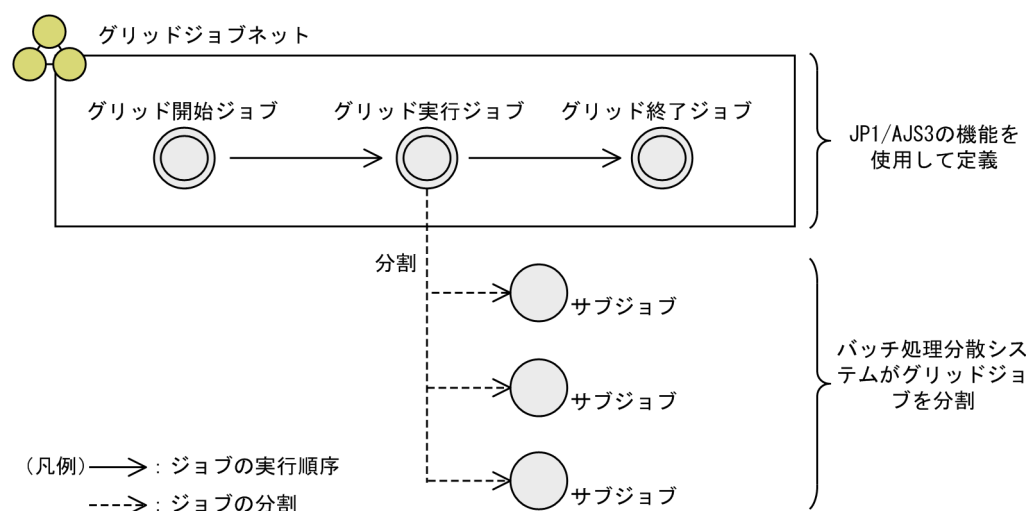 グリッドジョブネット
グリッド開始ジョブ
グリッド実行ジョブ
グリッド終了ジョブ
JP1/AJS3の機能を
使用して定義
分割
サブジョブ
サブジョブ
サブジョブ
バッチ処理分散シス
テムがグリッドジョ
ブを分割
(凡例)
:ジョブの実行順序
:ジョブの分割